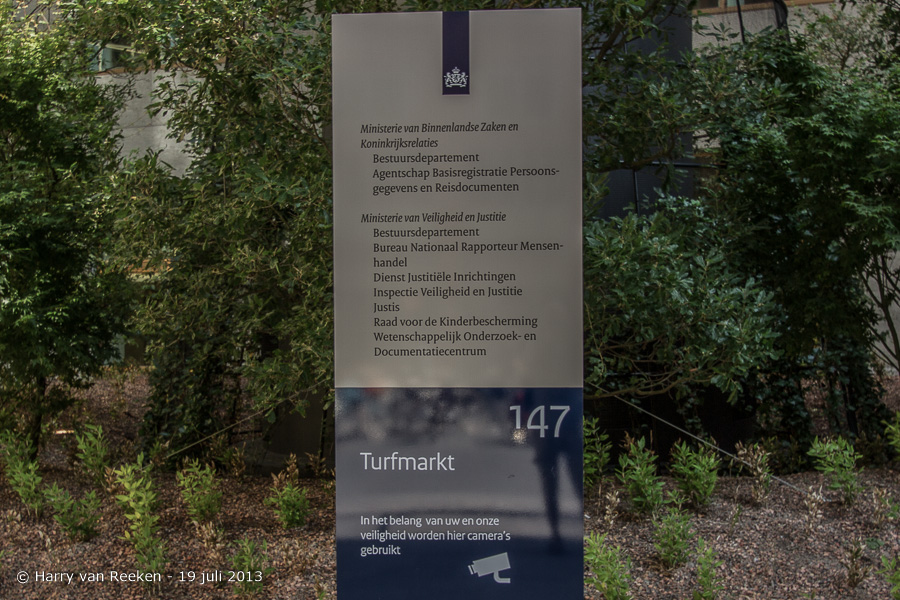 Ministerie van Binnenlandse Zaken en
Koninkrijksrelaties
Bestuursdepartement
Agentschap Basisregistratie Persoons-
gegevens en Reisdocumenten
Ministerie van Veiligheid en Justitie
Bestuursdepartement
Bureau Nationaal Rapporteur Mensen-
handel
Dienst Justitiële Inrichtingen
Inspectie Veiligheid en Justitie
Justis
Raad voor de Kinderbescherming
Wetenschappelijk Onderzoek- en
Documentatiecentrum
147
Turfmarkt
In het belang van uw en onze
veiligheid worden hier camera's
gebruikt
© Harry van Reeken - 19 juli 2013